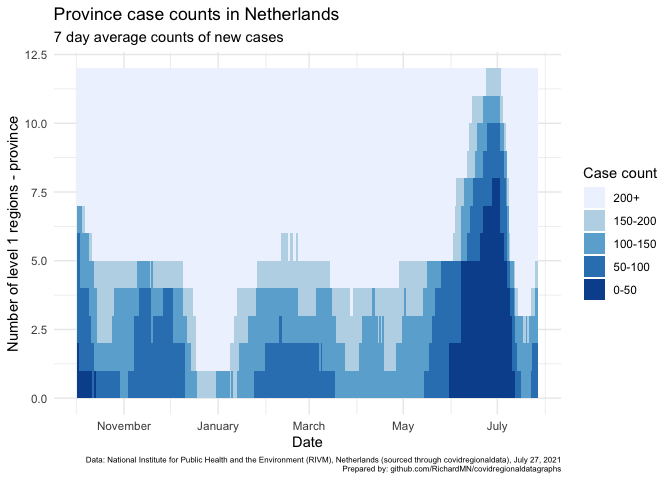 Province case counts in Netherlands
7 day average counts of new cases
12.5
10.0
7.5
5.0
2.5
0.0
Number of level 1 regions - province
November
January
March
May
July
Date
Case count
200+
150-200
100-150
50-100
0-50
Data: National Institute for Public Health and the Environment (RIVM), Netherlands (sourced through covidregionaldata), July 27, 2021
Prepared by: github.com/RichardMN/covidregionaldatagraphs